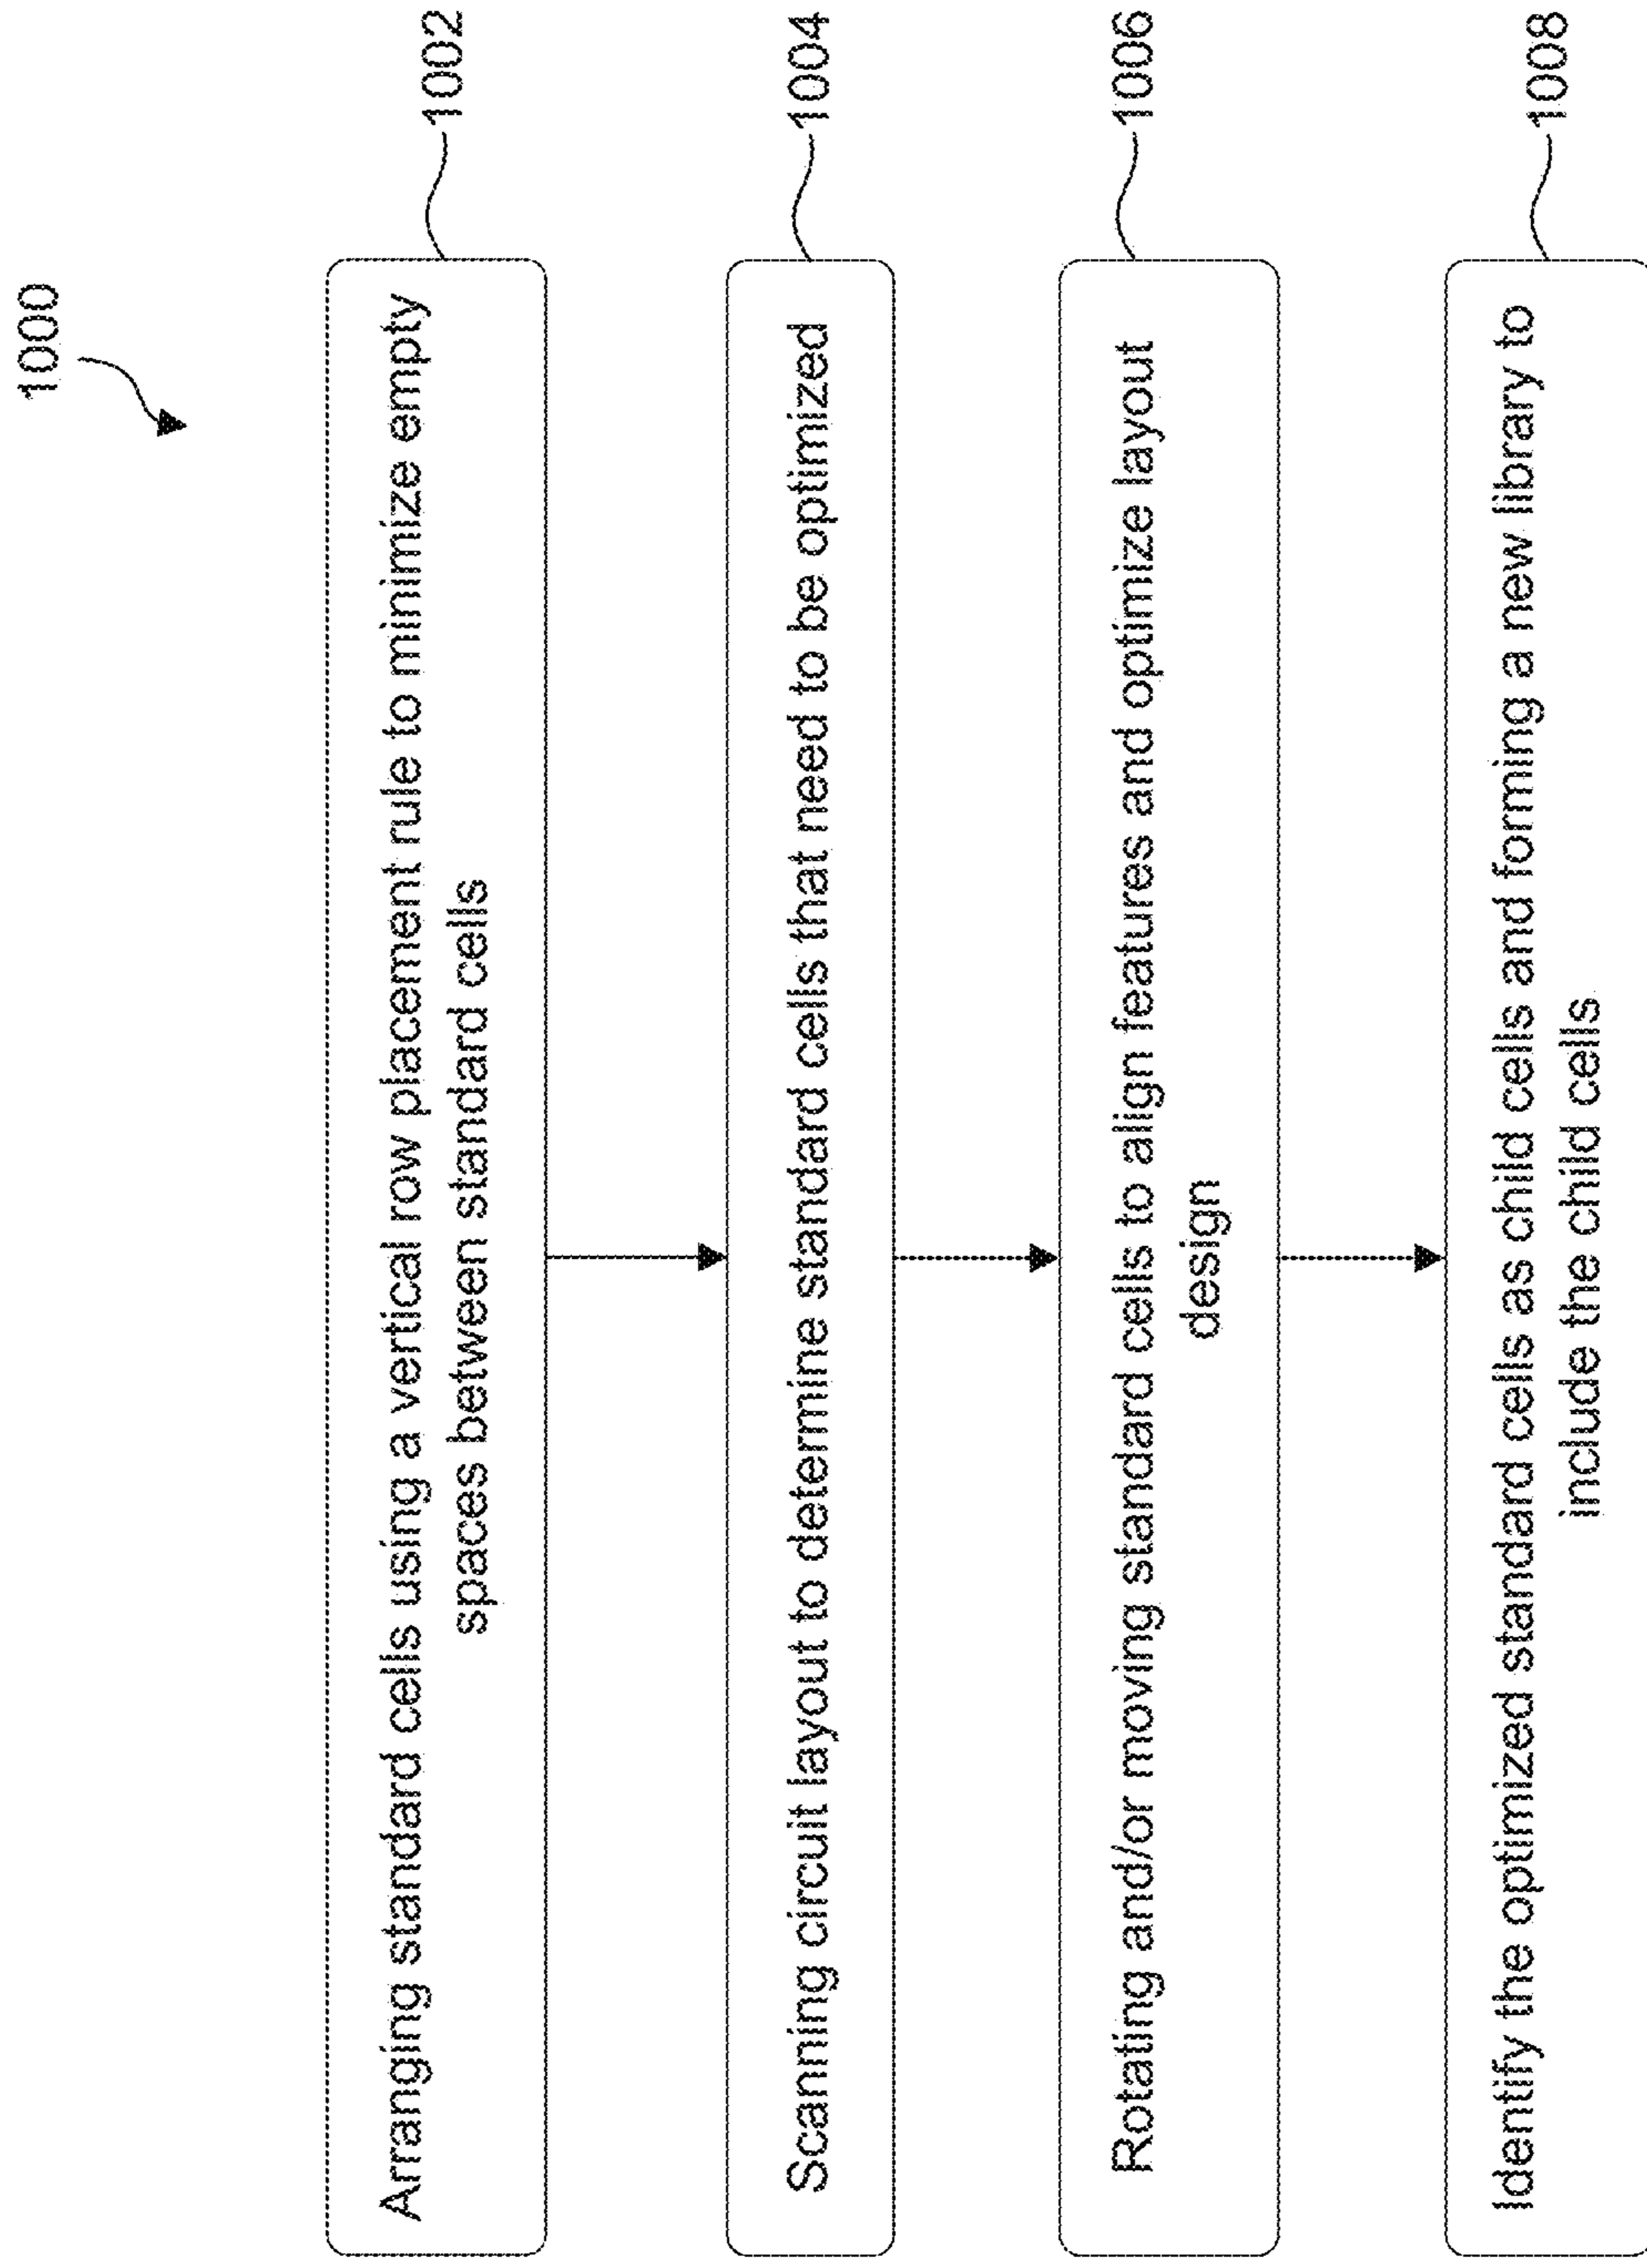 1000
Arranging standard cells using a vertical row placement rule to minimize empty
spaces between standard cells
1002
Scanning circuit layout to determine standard cells that need to be optimized
1004
Rotating and/or moving standard cells to align features and optimize layout
design
1006
Identify the optimized standard cells as child cells and forming a new library to
include the child cells
1008